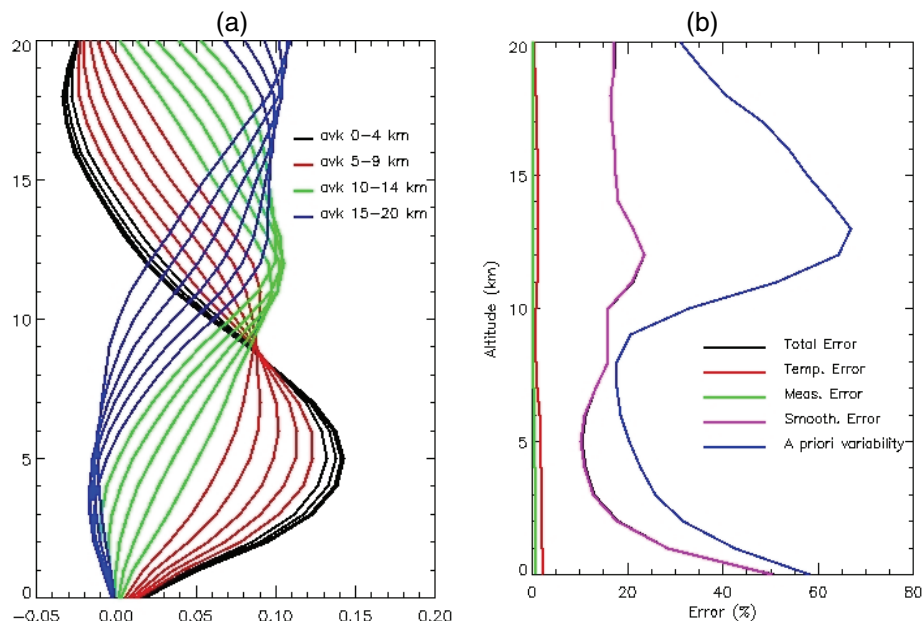 (a)
(b)
20
15
10
5
0
-0.05
0.00
0.05
0.10
0.15
0.20
avk 0-4 km
avk 5-9 km
avk 10-14 km
avk 15-20 km
20
15
10
5
0
Altitude (km)
0
20
40
60
80
Error (%)
Total Error
Temp. Error
Meas. Error
Smooth. Error
A priori variability